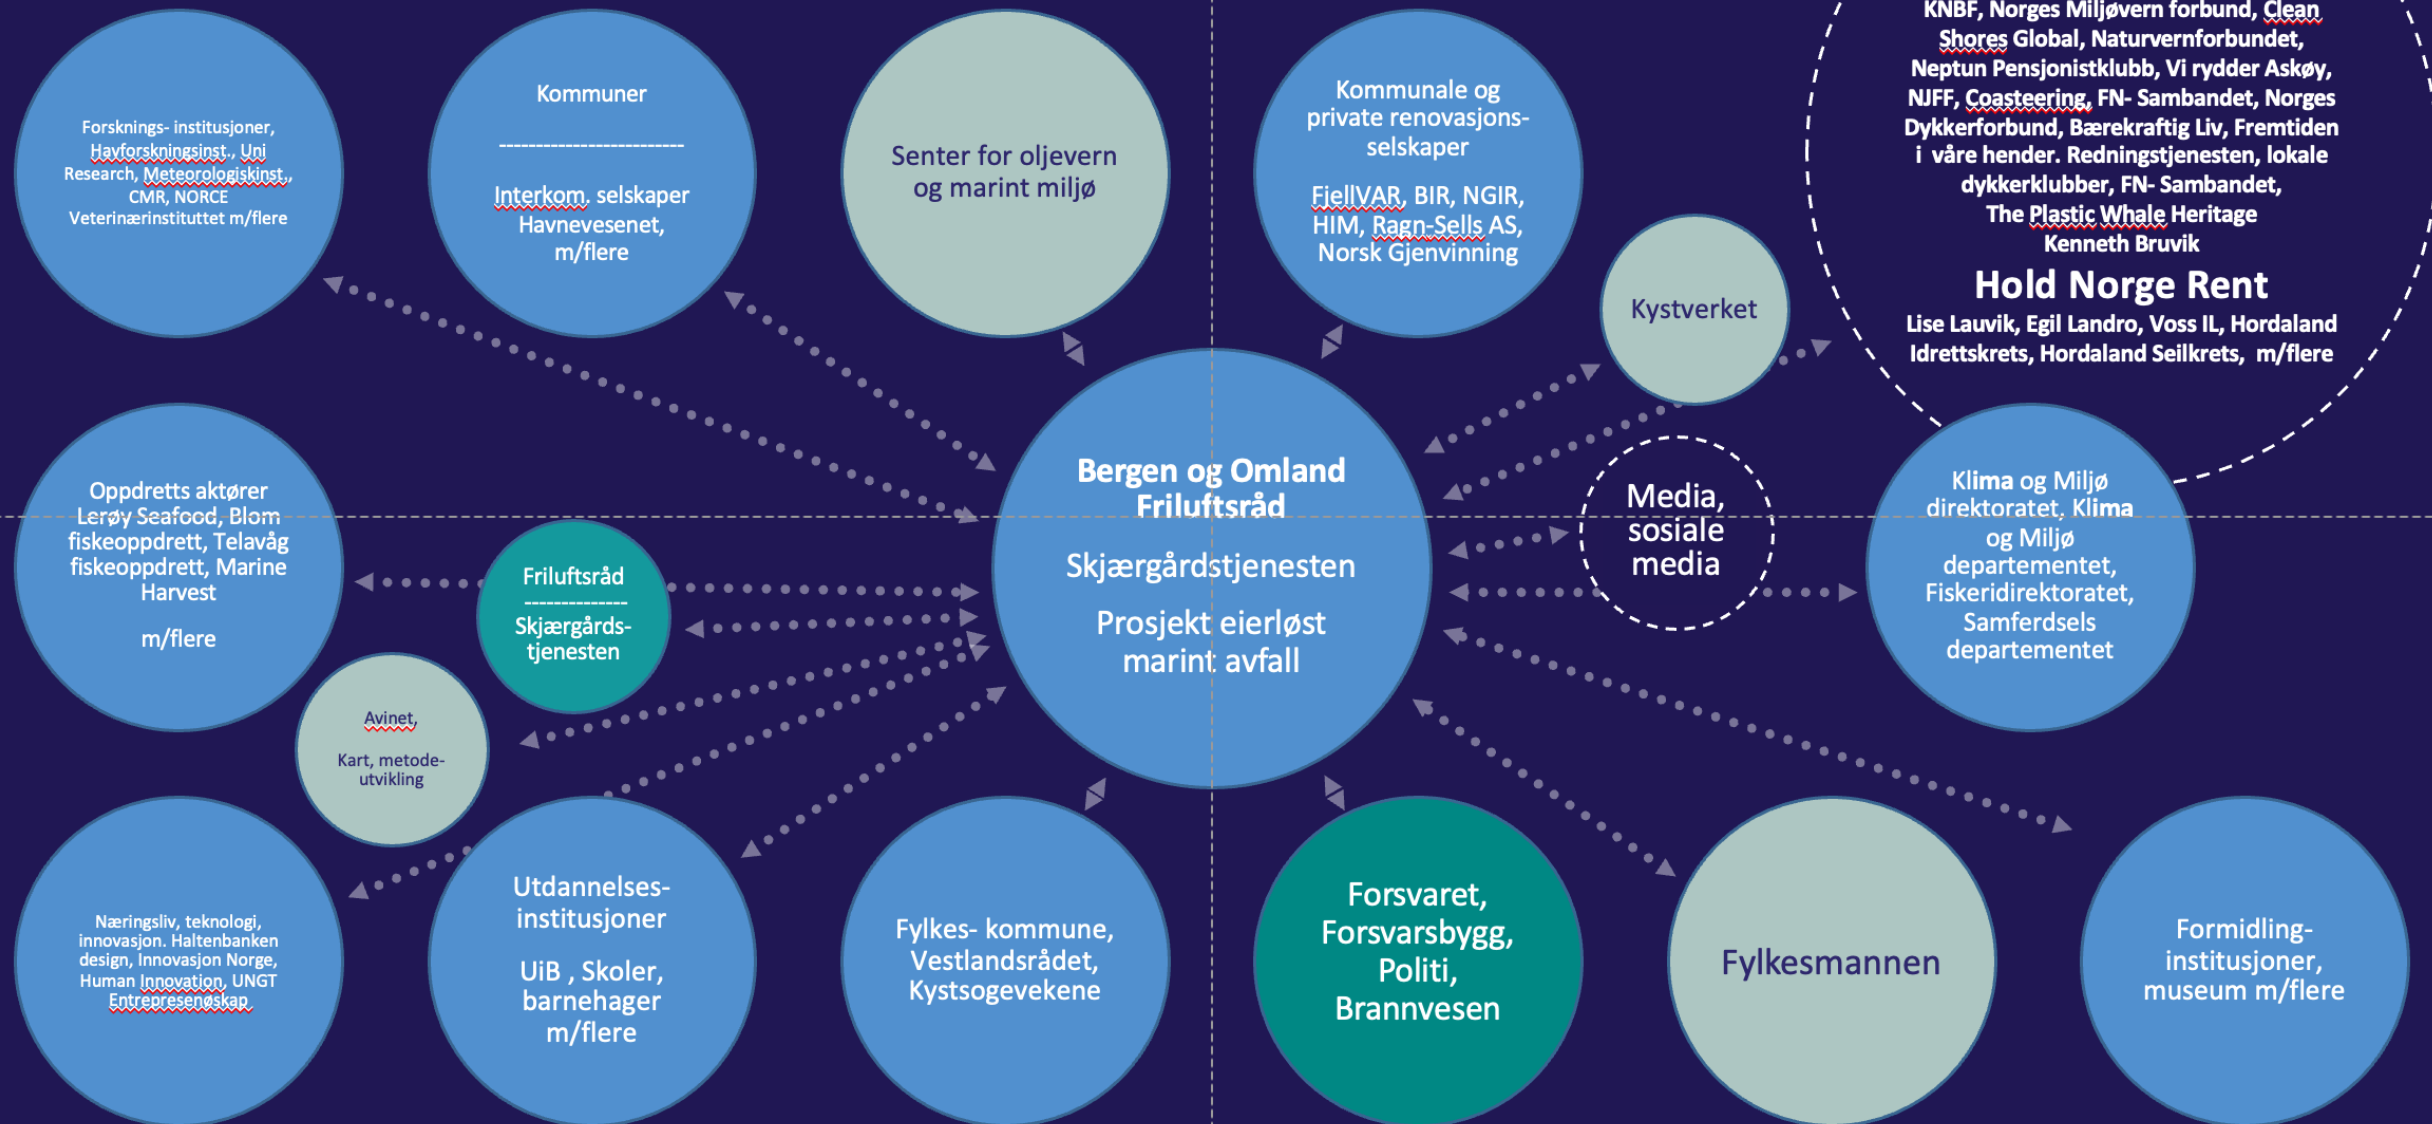 Forsknings- institusjoner,
Havforskningsinst., Uni
Research, Meteorologiskinst.,
CMR, NORCE
Veterinærinstituttet m/flere
Kommuner
-------------------------
Interkom. selskaper
Havnevesenet,
m/flere
Senter for oljevern
og marint miljø
Kommunale og
private renovasjons-
selskaper
FjellVAR, BIR, NGIR,
HIM, Ragn-Sells AS,
Norsk Gjenvinning
Kystverket
KNBF, Norges Miljøvern forbund, Clean
Shores Global, Naturvernforbundet,
Neptun Pensjonistklubb, Vi rydder Askøy,
NJFF, Coasteering, FN- Sambandet, Norges
Dykkerforbund, Bærekraftig Liv, Fremtiden
i våre hender. Redningstjenesten, lokale
dykkerklubber, FN- Sambandet,
The Plastic Whale Heritage
Kenneth Bruvik
Hold Norge Rent
Lise Lauvik, Egil Landro, Voss IL, Hordaland
Idrettskrets, Hordaland Seilkrets, m/flere
Oppdretts aktører
Lerøy Seafood, Blom
fiskeoppdrett, Telavåg
fiskeoppdrett, Marine
Harvest
m/flere
Friluftsråd
--------------
Skjærgårds-
tjenesten
Bergen og Omland
Friluftsråd
Skjærgårdstjenesten
Prosjekt eierløst
marint avfall
Media,
sosiale
media
Klima og Miljø
direktoratet, Klima
og Miljø
departementet,
Fiskeridirektoratet,
Samferdsels
departementet
Avinet,
Kart, metode-
utvikling
Næringsliv, teknologi,
innovasjon. Haltenbanken
design, Innovasjon Norge,
Human Innovation, UNGT
Entrepresenøskap
Utdannelses-
institusjoner
UiB , Skoler,
barnehager
m/flere
Fylkes- kommune,
Vestlandsrådet,
Kystsogevekene
Forsvaret,
Forsvarsbygg,
Politi,
Brannvesen
Fylkesmannen
Formidling-
institusjoner,
museum m/flere